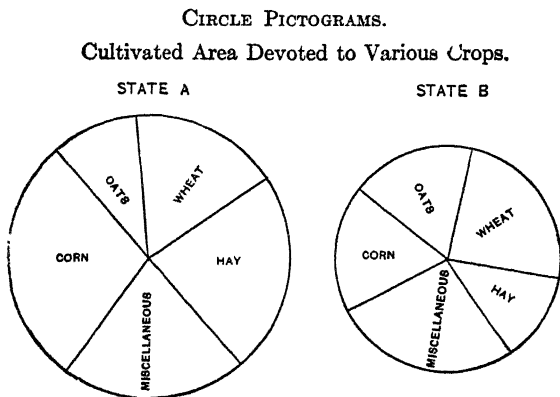 CIRCLE PICTOGRAMS.
Cultivated Area Devoted to Various Crops.
STATE A
STATE B
OATS
WHEAT
CORN
HAY
MISCELLANEOUS
OATS
WHEAT
CORN
HAY
MISCELLANEOUS